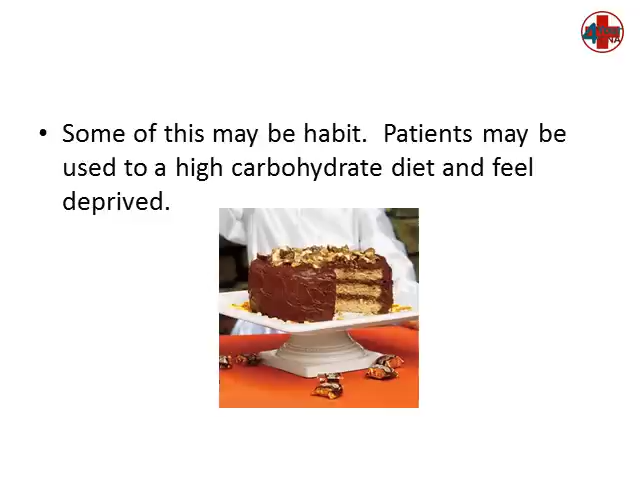 • Some of this may be habit.  Patients may be
used to a high carbohydrate diet and feel
deprived.